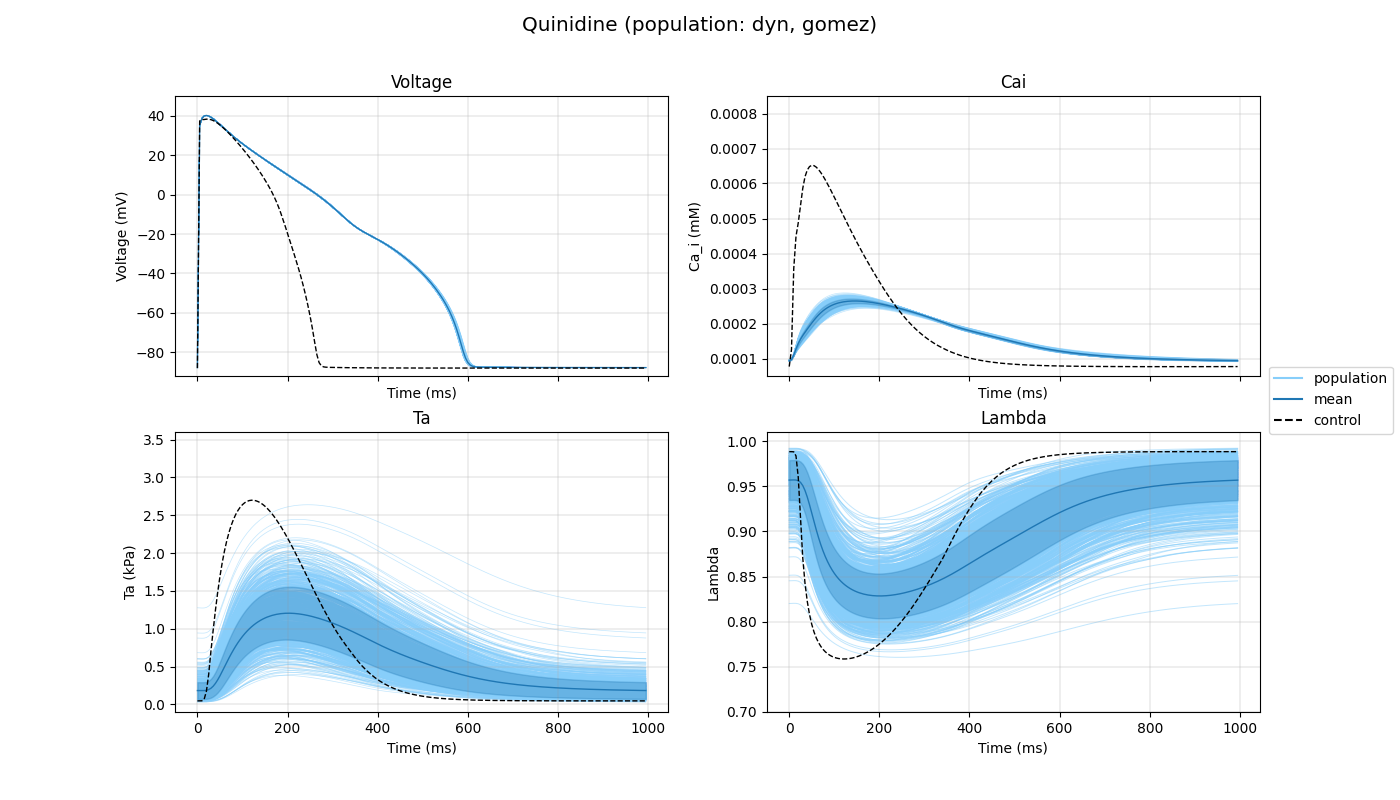 Quinidine (population: dyn, gomez)
Voltage
Voltage (mV)
40
20
0
−20
−40
−60
−80
Time (ms)
Cai
Ca_i (mM)
0.0008
0.0007
0.0006
0.0005
0.0004
0.0003
0.0002
0.0001
Time (ms)
population
mean
control
Ta
Ta (kPa)
3.5
3.0
2.5
2.0
1.5
1.0
0.5
0.0
0 200 400 600 800 1000
Time (ms)
Lambda
Lambda
1.00
0.95
0.90
0.85
0.80
0.75
0.70
0 200 400 600 800 1000
Time (ms)